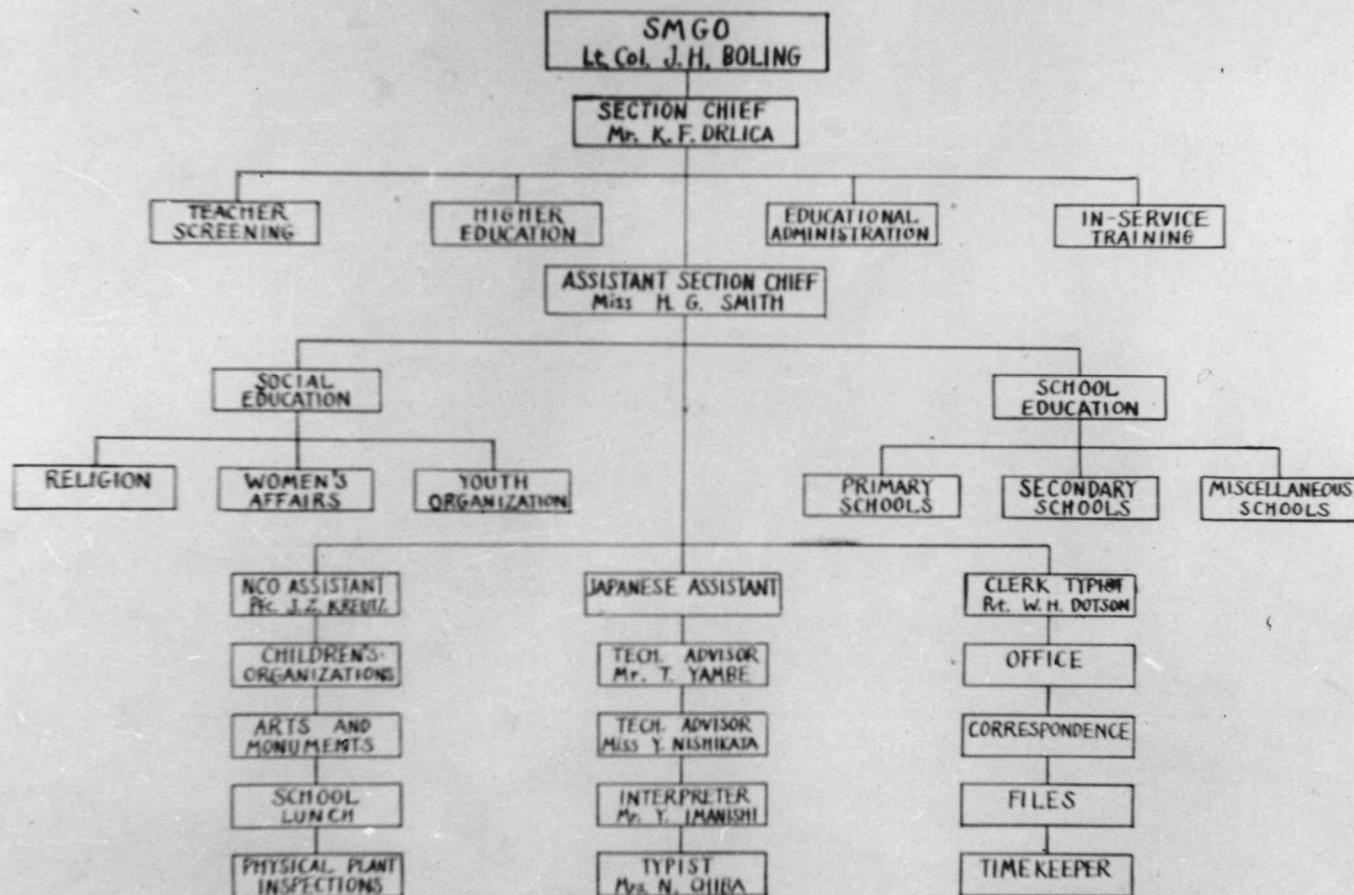 SMGO
Lt. Col. J. H. BOLING
SECTION CHIEF
Mr. K. F. DRLICA
TEACHER
SCREENING
HIGHER
EDUCATION
EDUCATIONAL
ADMINISTRATION
IN-SERVICE
TRAINING
ASSISTANT SECTION CHIEF
Miss H. G. SMITH
SOCIAL
EDUCATION
SCHOOL
EDUCATION
RELIGION
WOMEN'S
AFFAIRS
YOUTH
ORGANIZATION
PRIMARY
SCHOOLS
SECONDARY
SCHOOLS
MISCELLANEOUS
SCHOOLS
NCO ASSISTANT
Pfc. J. Z. KREUTZ
JAPANESE ASSISTANT
CLERK TYPIST
Pvt. W. H. DOTSON
CHILDREN'S
ORGANIZATIONS
TECH. ADVISOR
Mr. T. YAMBE
OFFICE
ARTS AND
MONUMENTS
TECH. ADVISOR
Miss Y. NISHIKATA
CORRESPONDENCE
SCHOOL
LUNCH
INTERPRETER
Mr. Y. IMANISHI
FILES
PHYSICAL PLANT
INSPECTIONS
TYPIST
Mrs. N. CHIBA
TIMEKEEPER